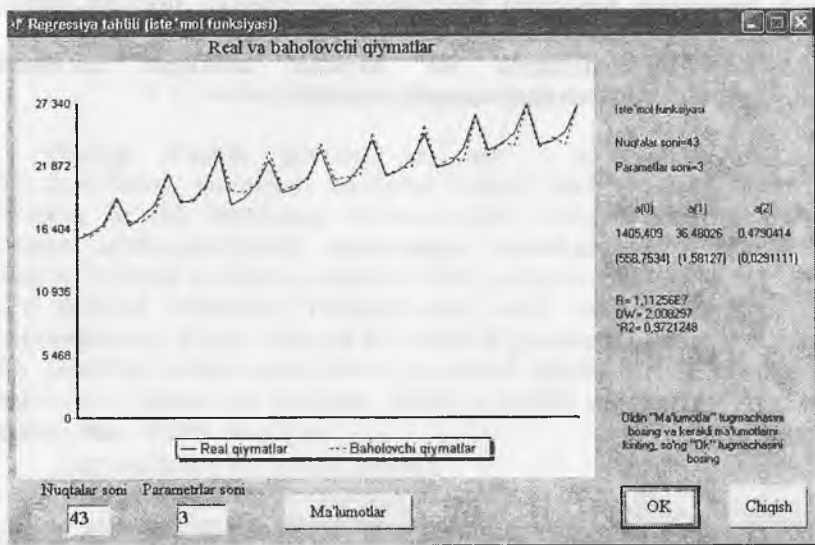 Regressiya tahlili (iste'mol funksiyasi)
Real va baholovchi qiymatlar
27 340
21 872
16 404
10 935
5 468
0
Real qiymatlar
Baholovchi qiymatlar
Iste'mol funksiyasi
Nuqtalar soni=43
Parametlar soni=3
a(0) a(1) a(2)
1405,409 36,48026 0,4790414
(558,7534) (1,58127) (0,0291111)
R= 1,11256E7
DW= 2,008297
*R2= 0,9721248
Oldin "Ma'lumotlar" tugmachasini
bosing va kerakli ma'lumotlarni
kiriting, so'ng "Ok" tugmachasini
bosing
Nuqtalar soni Parametrlar soni
43 3
Ma'lumotlar
OK
Chiqish